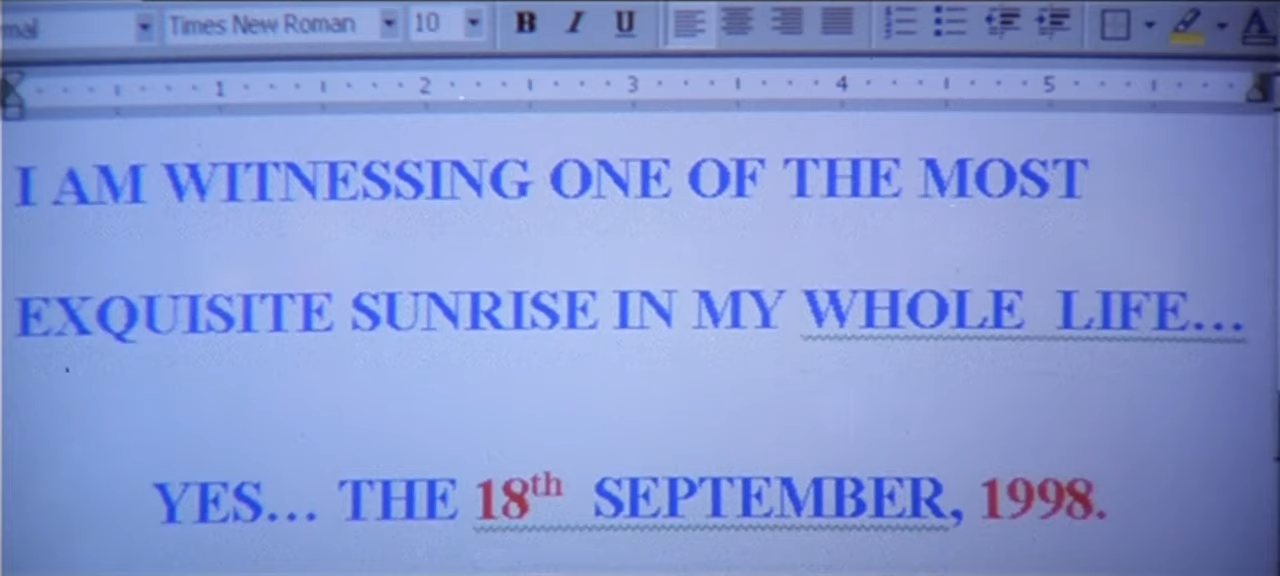 mal Times New Roman 10 B I U A
1 2 3 4 5
I AM WITNESSING ONE OF THE MOST
EXQUISITE SUNRISE IN MY WHOLE LIFE...
YES... THE 18th SEPTEMBER, 1998.